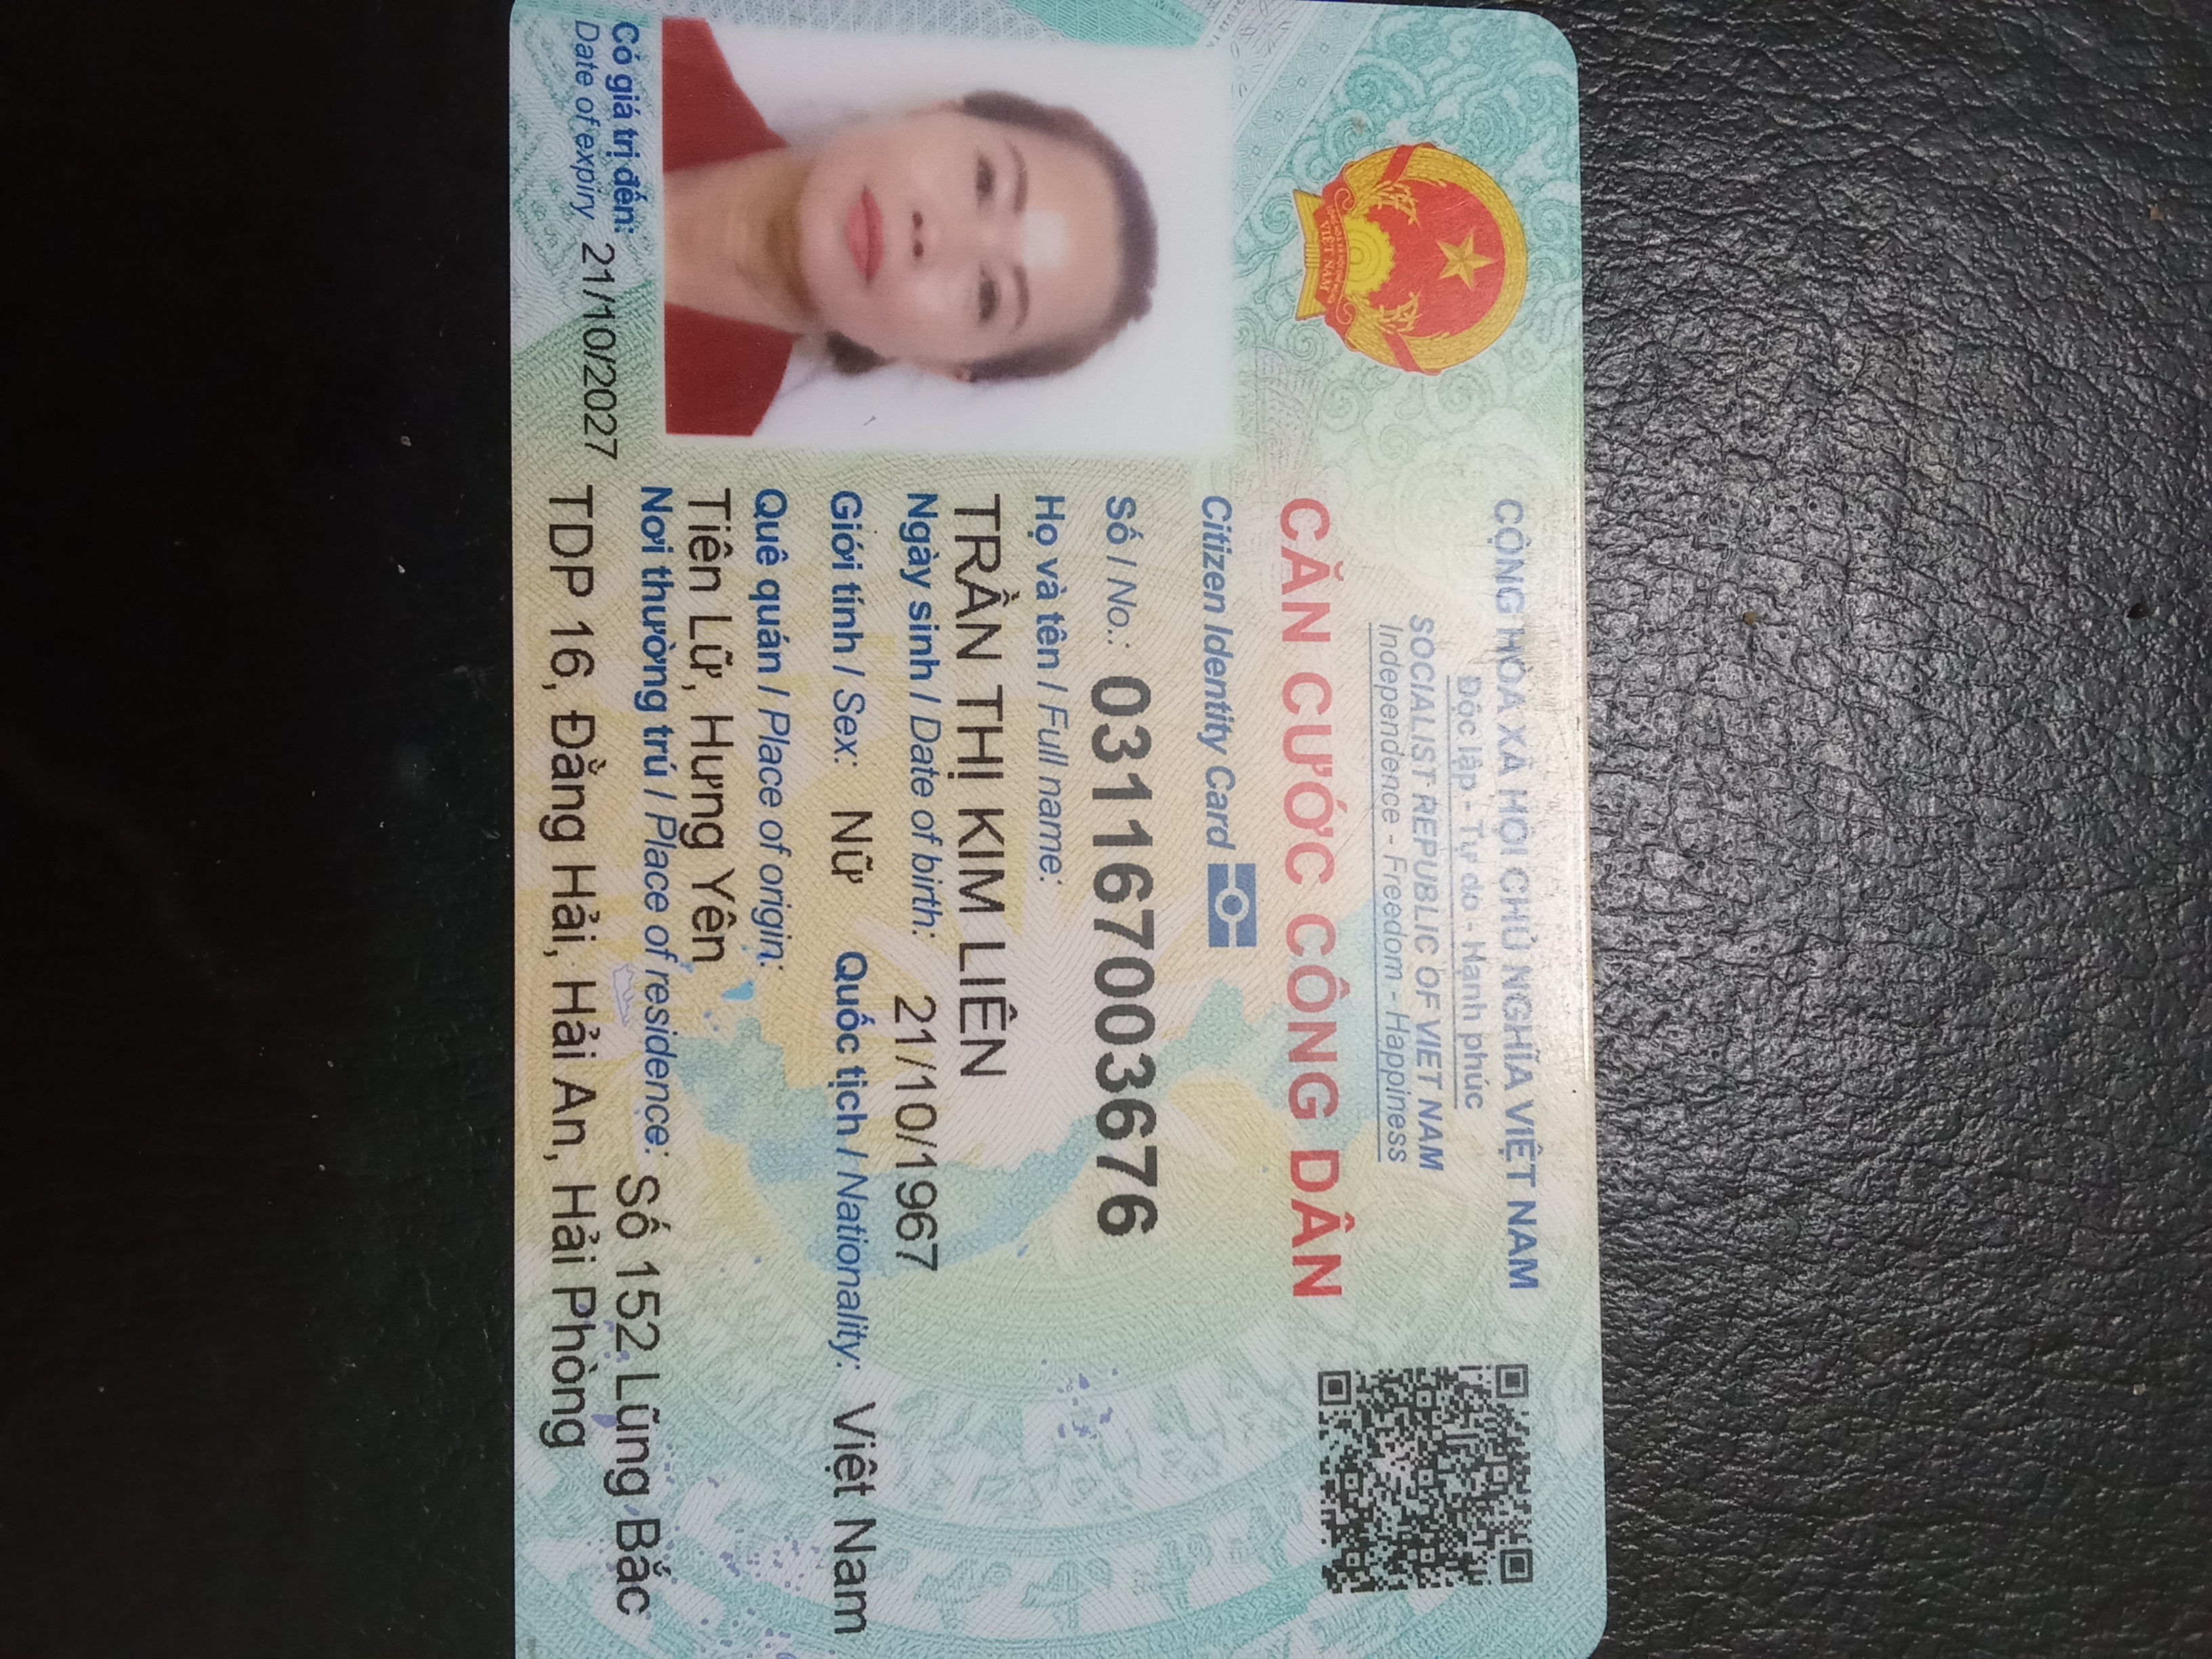 CỘNG HÒA XÃ HỘI CHỦ NGHĨA VIỆT NAM
Độc lập - Tự do - Hạnh phúc
SOCIALIST REPUBLIC OF VIET NAM
Independence - Freedom - Happiness
CĂN CƯỚC CÔNG DÂN
Citizen Identity Card
Số / No.: 031167003676
Họ và tên / Full name:
TRẦN THỊ KIM LIÊN
Ngày sinh / Date of birth: 21/10/1967
Giới tính / Sex: Nữ Quốc tịch / Nationality: Việt Nam
Quê quán / Place of origin:
Tiên Lữ, Hưng Yên
Nơi thường trú / Place of residence: Số 152 Lũng Bắc
TDP 16, Đằng Hải, Hải An, Hải Phòng
Có giá trị đến: 21/10/2027
Date of expiry
VIỆT NAM